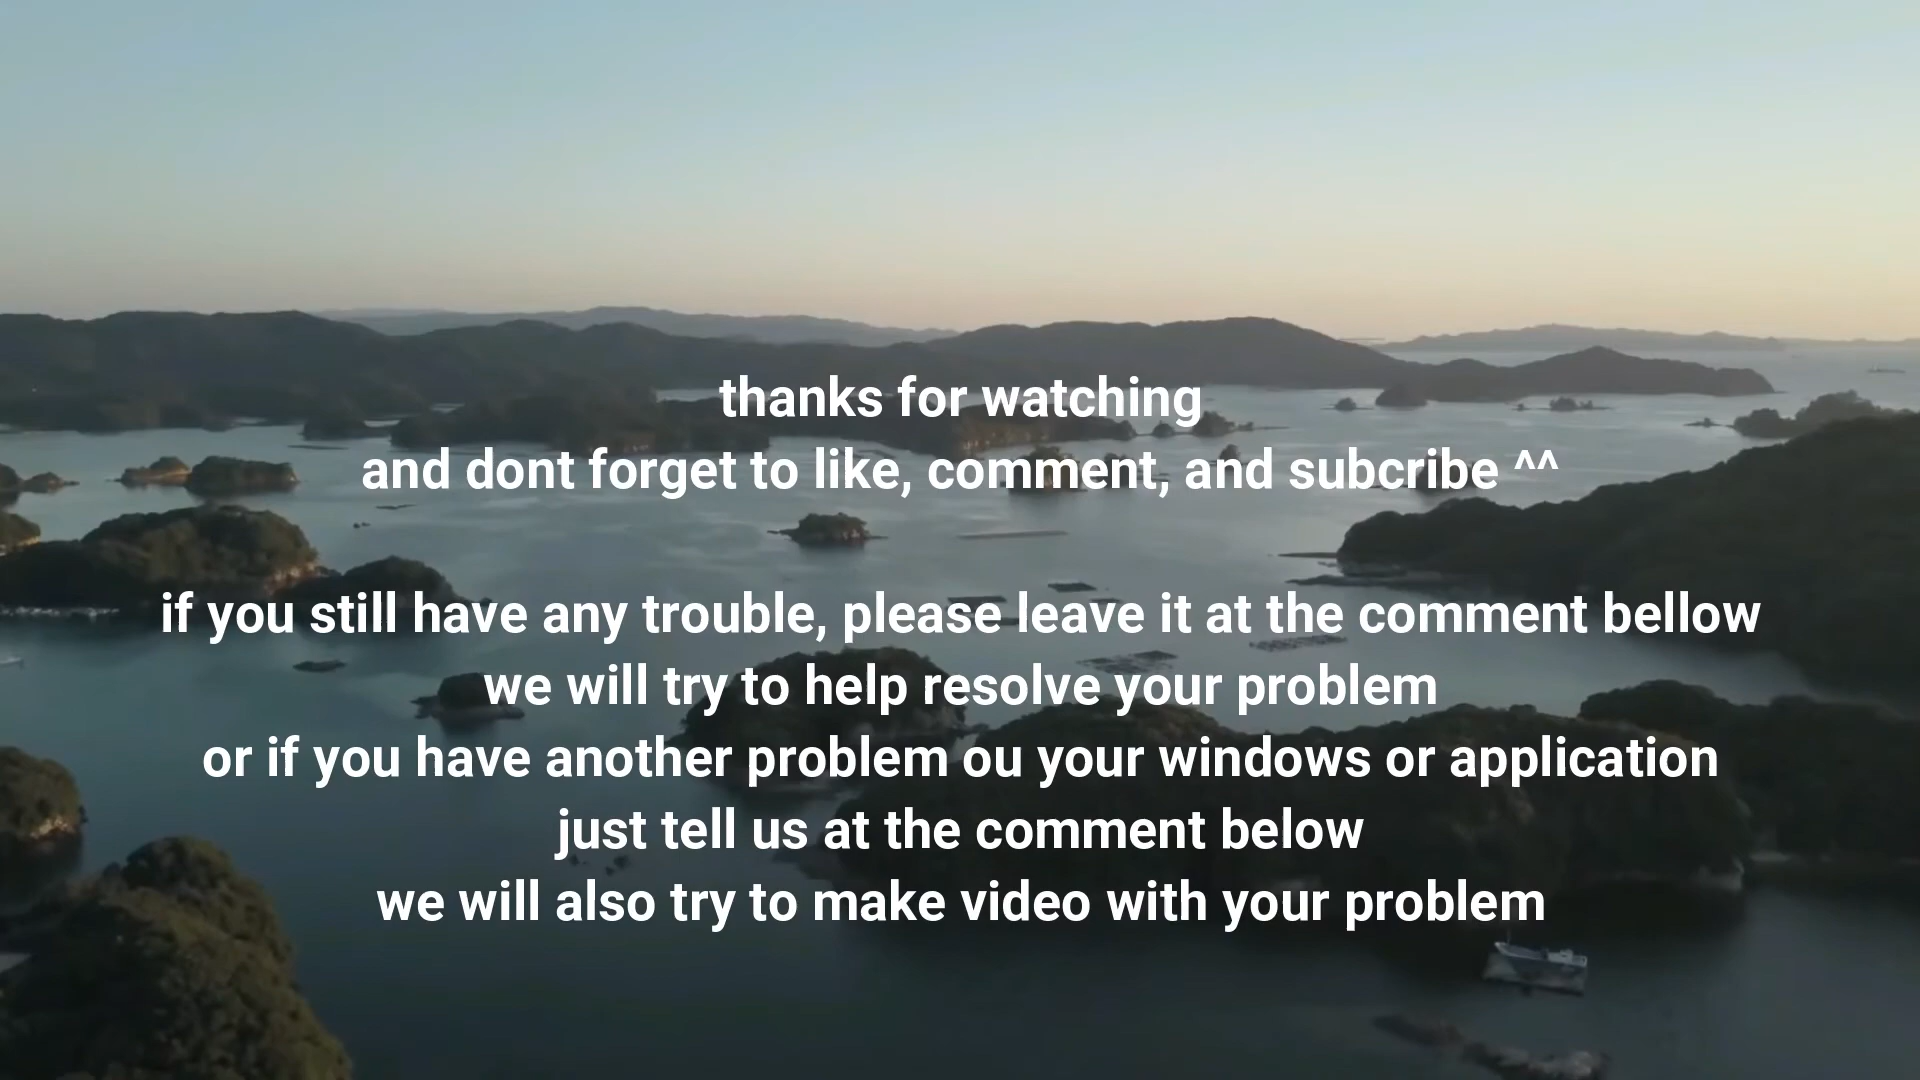 thanks for watching
and dont forget to like, comment, and subcribe ^^
if you still have any trouble, please leave it at the comment bellow
we will try to help resolve your problem
or if you have another problem ou your windows or application
just tell us at the comment below
we will also try to make video with your problem